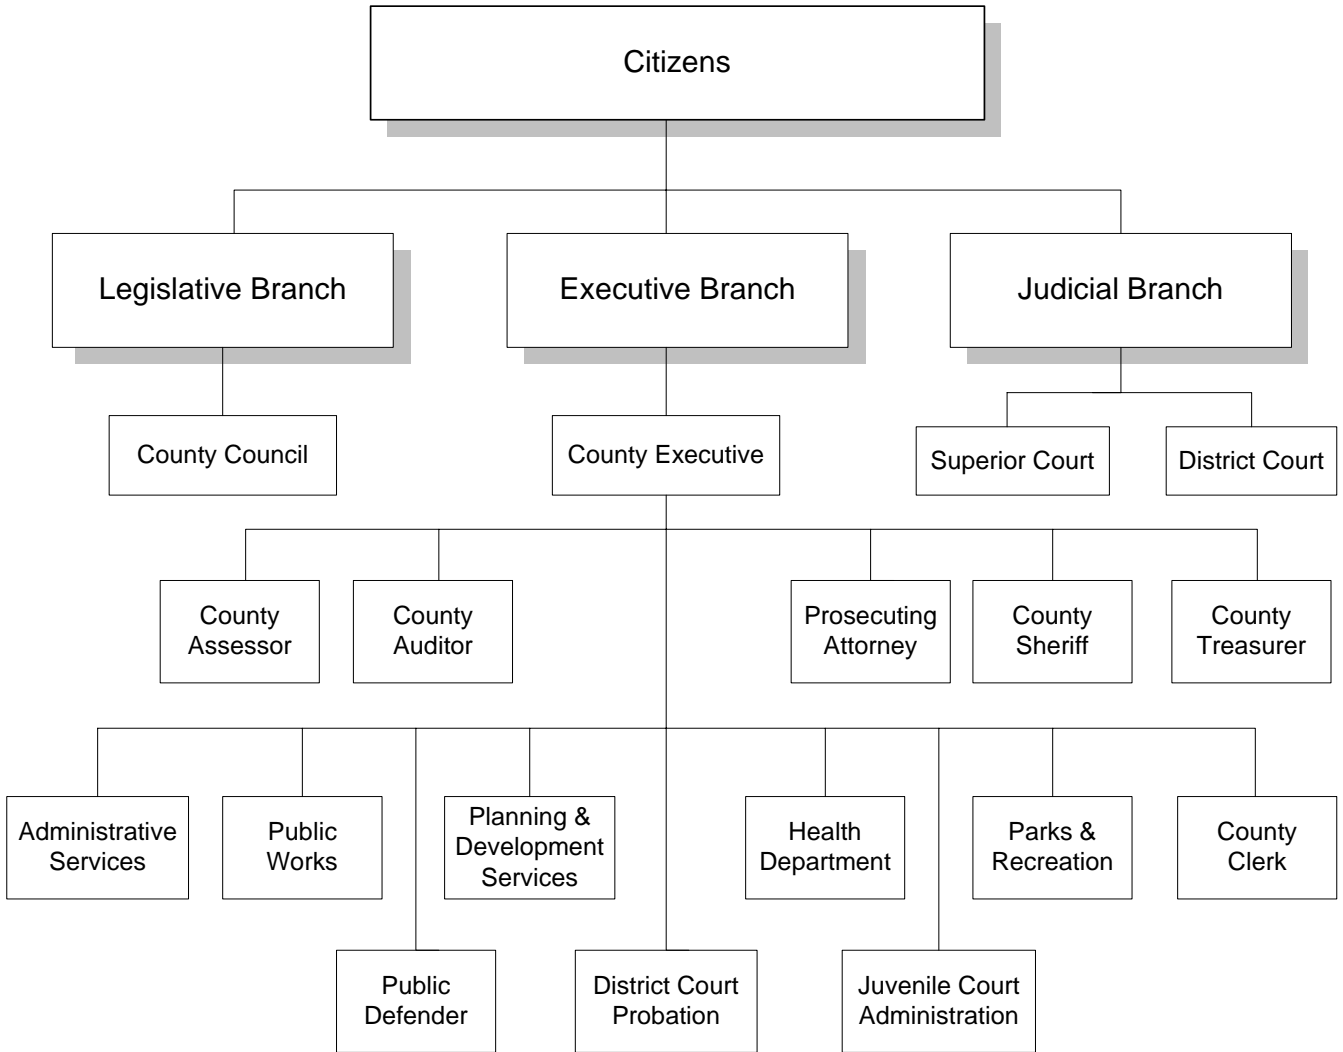 Citizens
Legislative Branch
Executive Branch
Judicial Branch
County Council
County Executive
Superior Court
District Court
County
Assessor
County
Auditor
Prosecuting
Attorney
County
Sheriff
County
Treasurer
Administrative
Services
Public
Works
Planning &
Development
Services
Health
Department
Parks &
Recreation
County
Clerk
Public
Defender
District Court
Probation
Juvenile Court
Administration